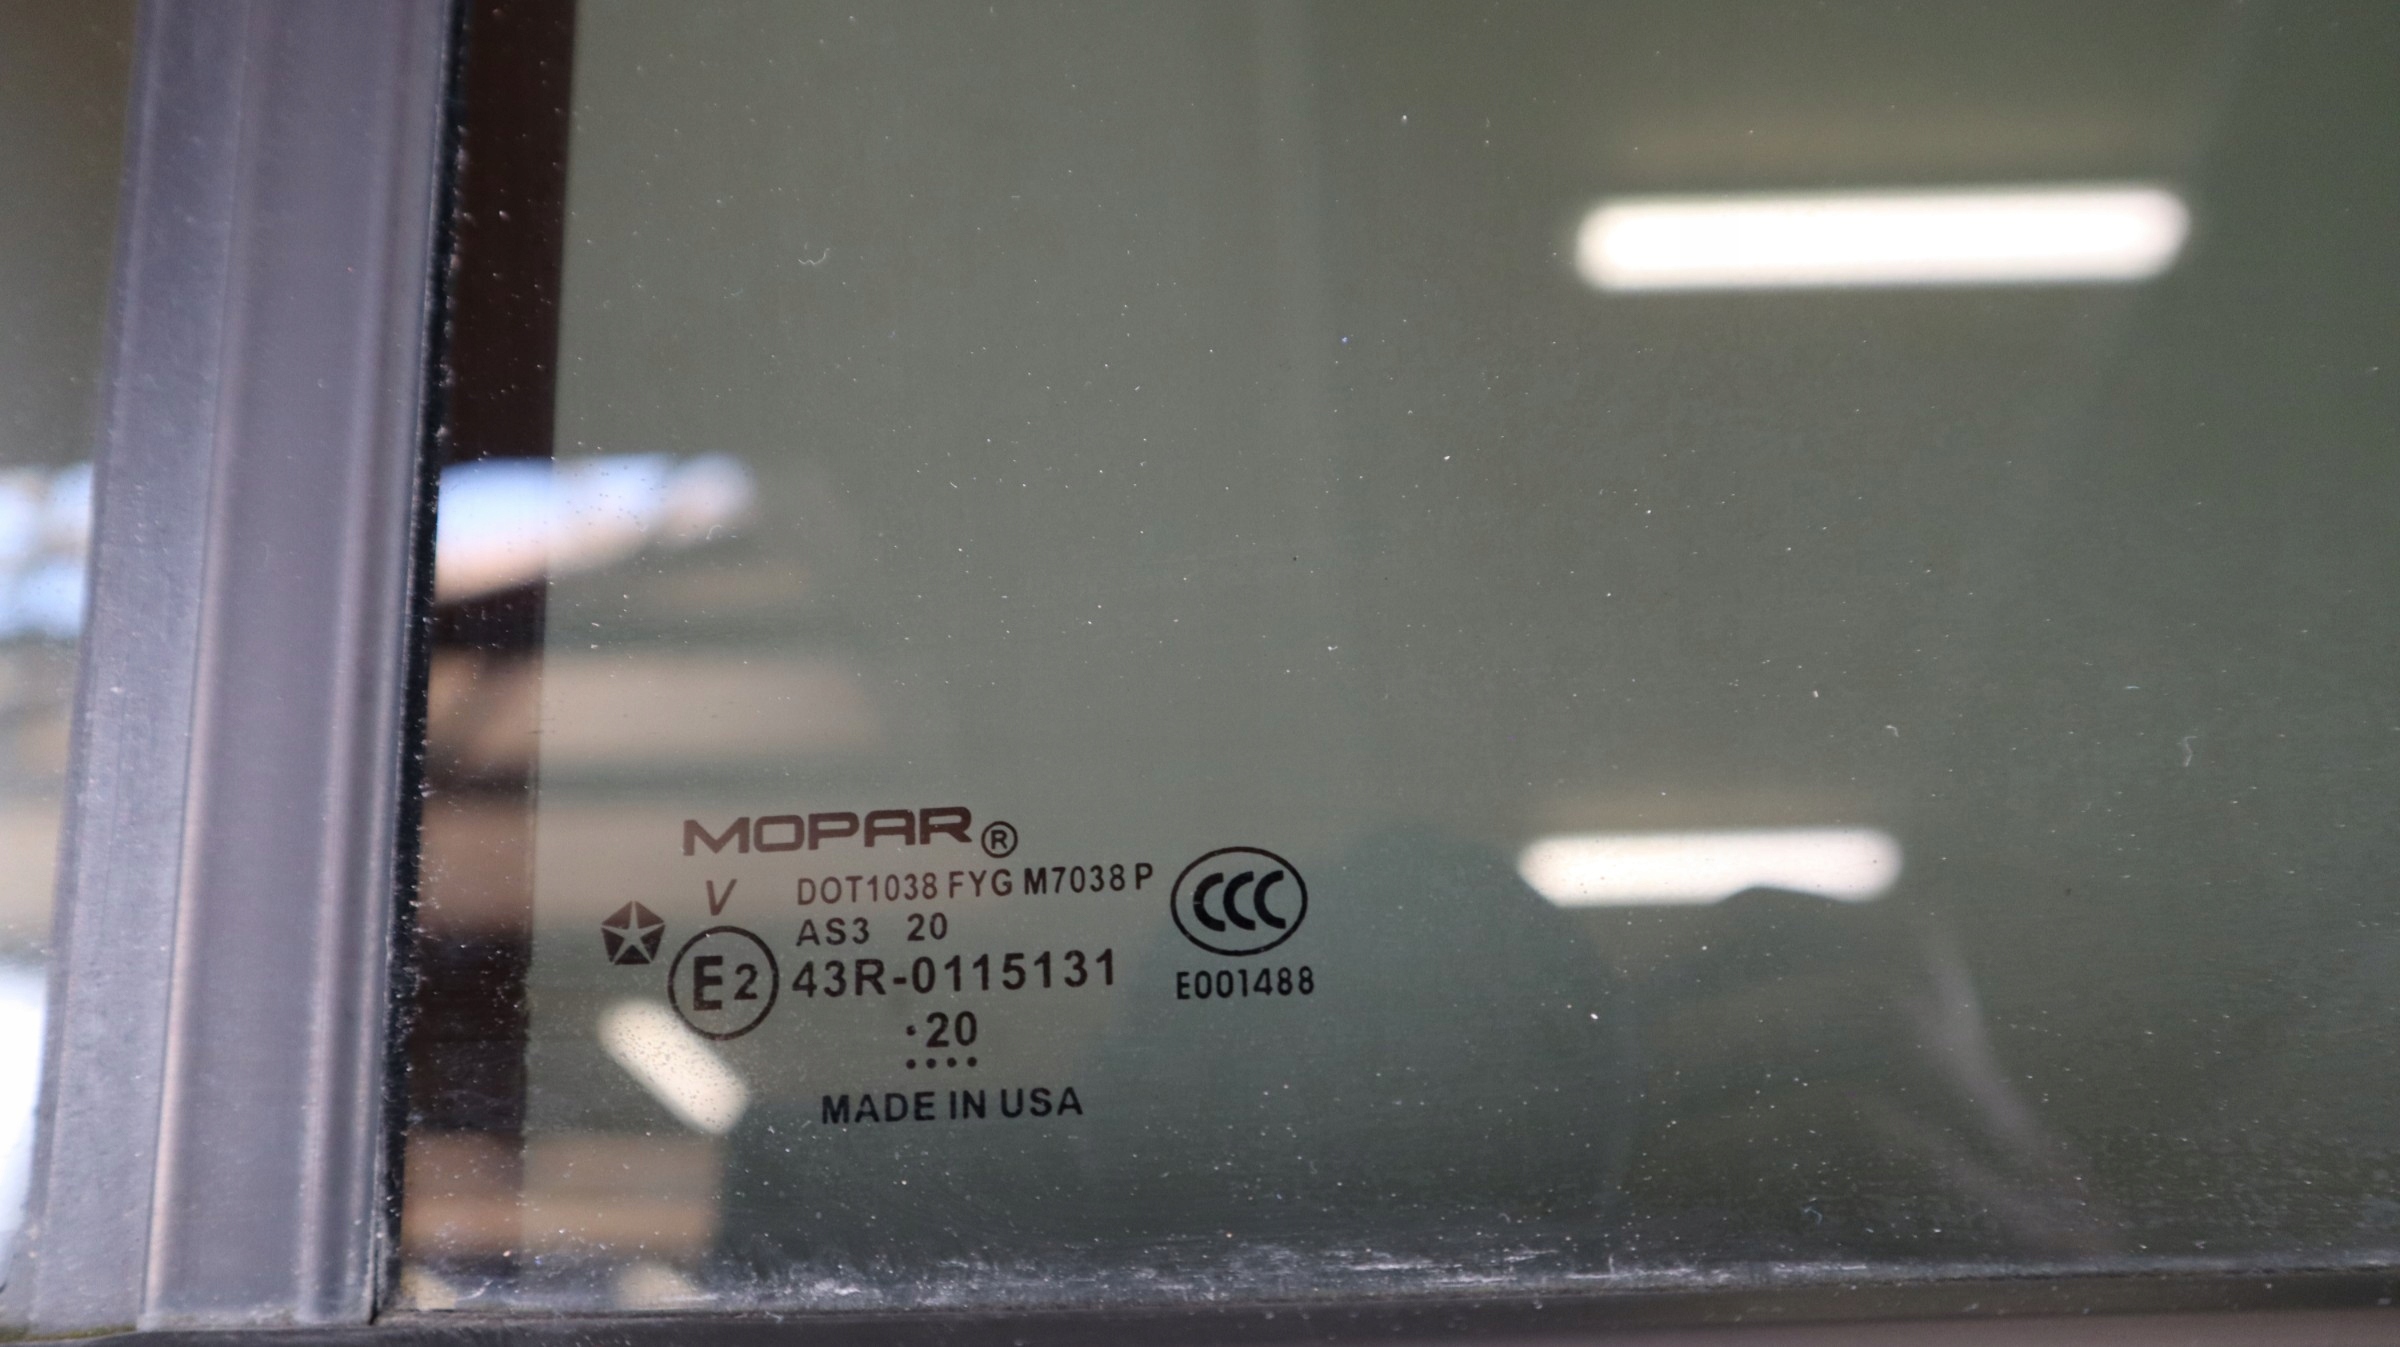 MOPAR®
V DOT1038 FYG M7038 P
AS3 20
E2 43R-0115131
CCC
E001488
·20
....
MADE IN USA